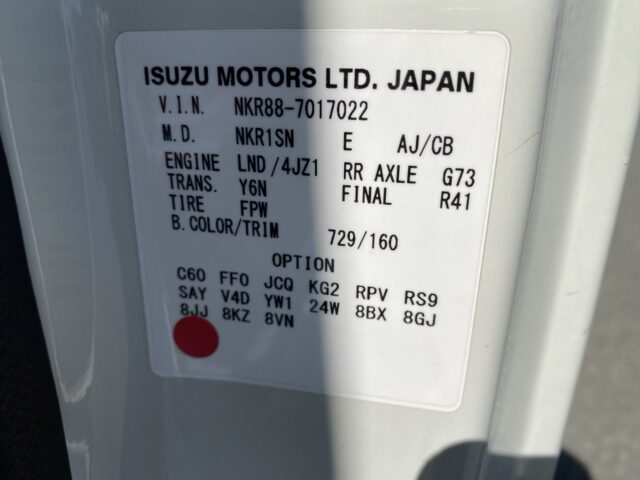 ISUZU MOTORS LTD. JAPAN
V.I.N. NKR88-7017022
M.D. NKR1SN E AJ/CB
ENGINE LND/4JZ1 RR AXLE G73
TRANS. Y6N FINAL R41
TIRE FPW
B.COLOR/TRIM 729/160
OPTION
C60 FF0 JCQ KG2 RPV RS9
SAY V4D YW1 24W 8BX 8GJ
8JJ 8KZ 8VN